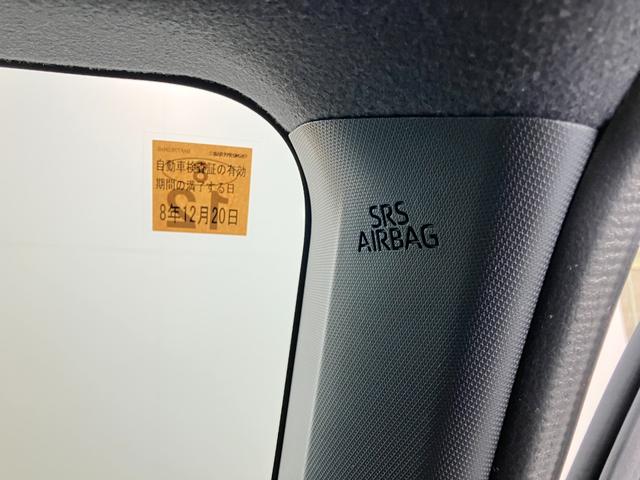 自動車検査証の有効
期間の満了する日
8年12月20日
SRS
AIRBAG